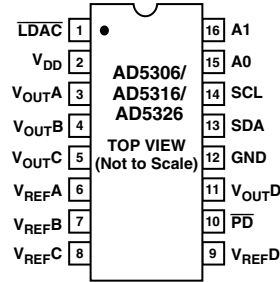 LDAC 1
VDD 2
VOUTA 3
VOUTB 4
VOUTC 5
VREFA 6
VREFB 7
VREFC 8
AD5306/
AD5316/
AD5326
TOP VIEW
(Not to Scale)
16 A1
15 A0
14 SCL
13 SDA
12 GND
11 VOUTD
10 PD
9 VREFD